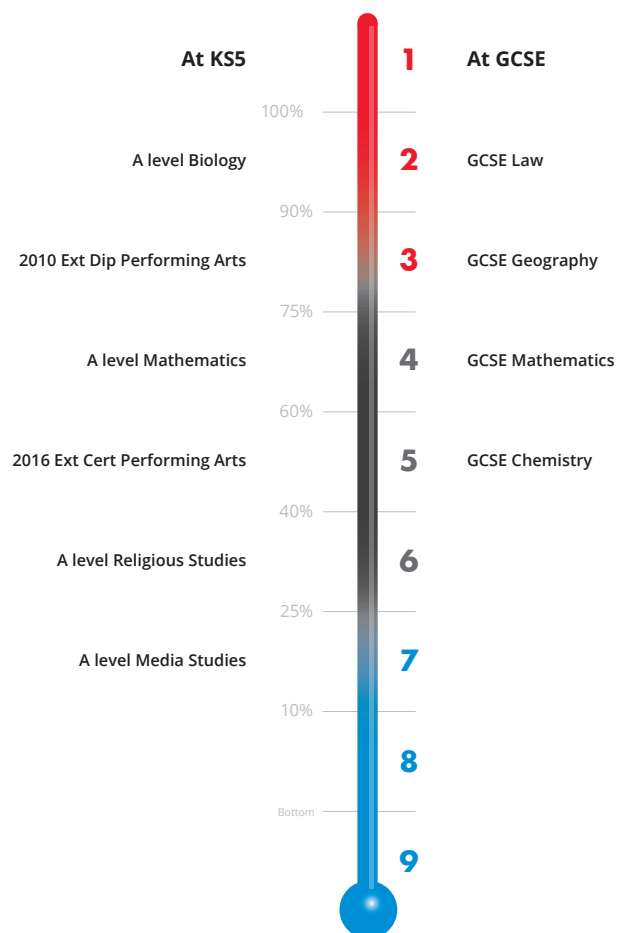 At KS5 1 At GCSE
100%
A level Biology 2 GCSE Law
90%
2010 Ext Dip Performing Arts 3 GCSE Geography
75%
A level Mathematics 4 GCSE Mathematics
60%
2016 Ext Cert Performing Arts 5 GCSE Chemistry
40%
A level Religious Studies 6
25%
A level Media Studies 7
10%
8
Bottom
9